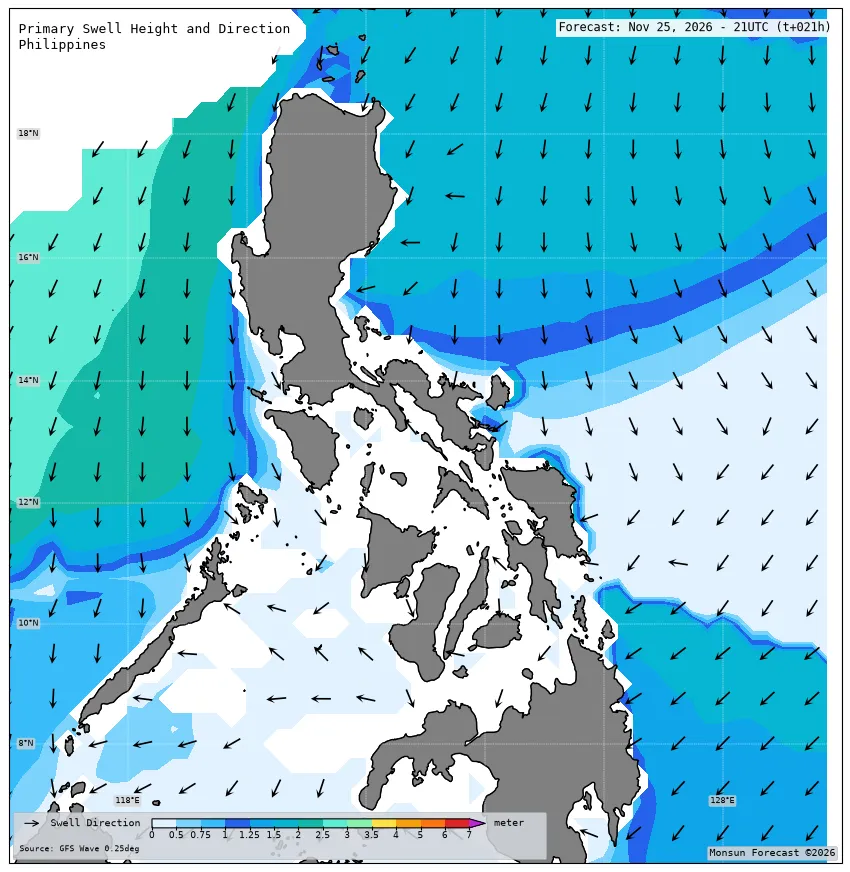 Primary Swell Height and Direction
Philippines
Forecast: Nov 25, 2026 - 21UTC (t+021h)
18°N
16°N
14°N
12°N
10°N
8°N
118°E
128°E
Swell Direction
meter
0 0.5 0.75 1 1.25 1.5 2 2.5 3 3.5 4 5 6 7
Source: GFS Wave 0.25deg
Monsun Forecast ©2026